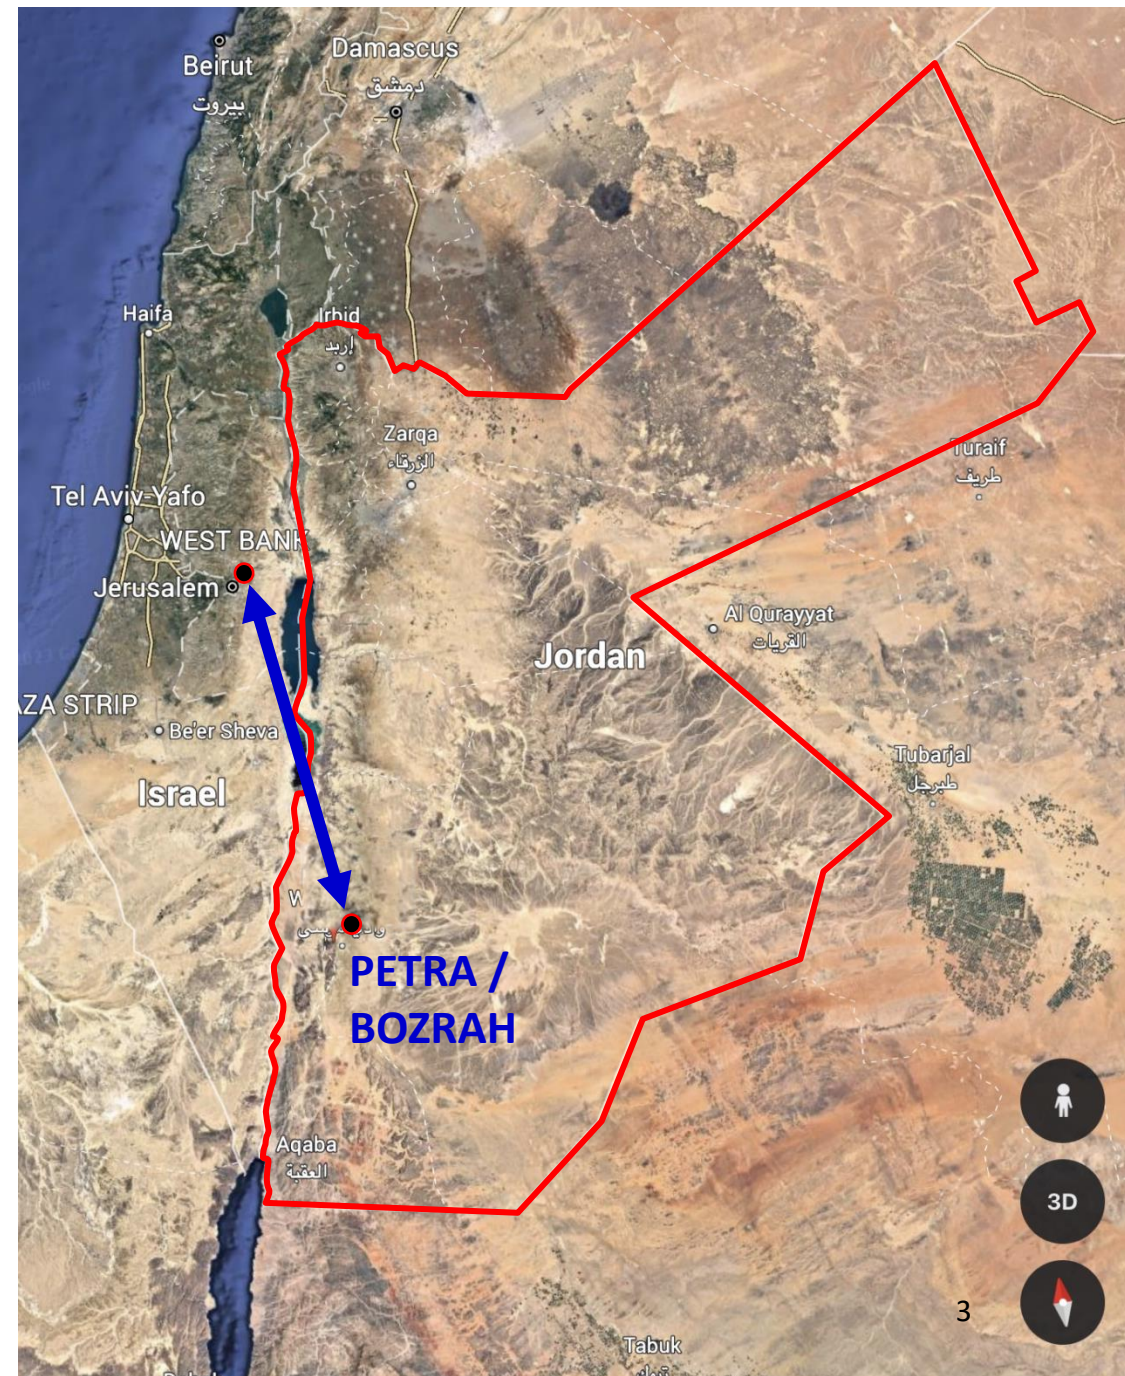 Beirut
بيروت
Damascus
دمشق
Haifa
Irbid
إربد
Zarqa
الزرقاء
Turaif
طريف
Tel Aviv-Yafo
WEST BANK
Jerusalem
Al Qurayyat
القريات
Jordan
AZA STRIP
Be'er Sheva
Israel
Tubarjal
طبرجل
W
PETRA /
BOZRAH
Aqaba
العقبة
3D
3
Tabuk